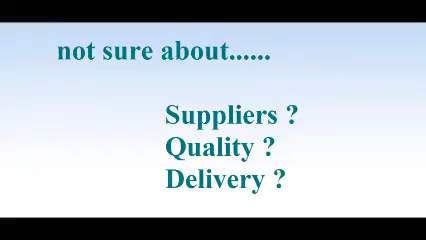 not sure about......
Suppliers ?
Quality ?
Delivery ?